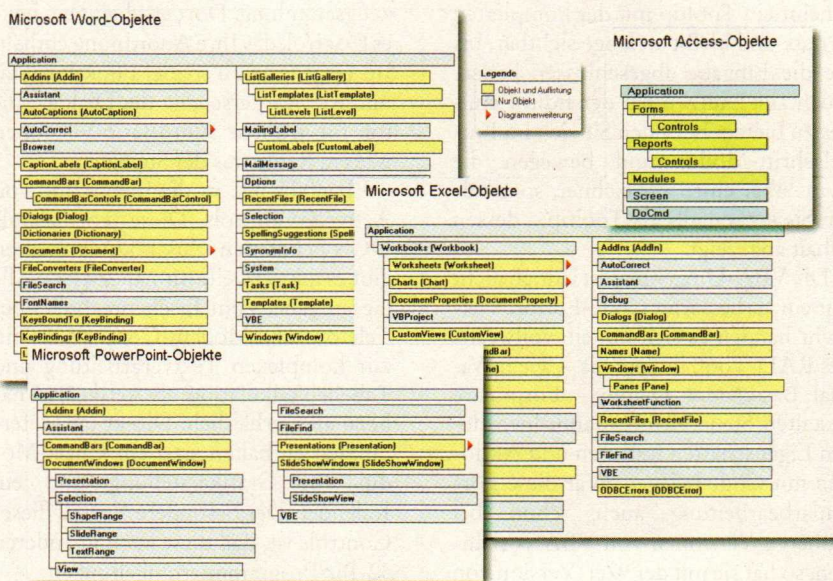 Microsoft Word-Objekte
Application
Addins (Addin)
Assistant
AutoCaptions (AutoCaption)
AutoCorrect
Browser
CaptionLabels (CaptionLabel)
CommandBars (CommandBar)
CommandBarControls (CommandBarControl)
Dialogs (Dialog)
Dictionaries (Dictionary)
Documents (Document)
FileConverters (FileConverter)
FileSearch
FontNames
KeysBoundTo (KeyBinding)
KeyBindings (KeyBinding)
ListGalleries (ListGallery)
ListTemplates (ListTemplate)
ListLevels (ListLevel)
MailingLabel
CustomLabels (CustomLabel)
MailMessage
Options
RecentFiles (RecentFile)
Selection
SpellingSuggestions (Spell
SynonymInfo
System
Tasks (Task)
Templates (Template)
VBE
Windows (Window)
Legende
Objekt und Auflistung
Nur Objekt
Diagrammerweiterung
Microsoft Access-Objekte
Application
Forms
Controls
Reports
Controls
Modules
Screen
DoCmd
Microsoft Excel-Objekte
Application
Workbooks (Workbook)
Worksheets (Worksheet)
Charts (Chart)
DocumentProperties (DocumentProperty)
VBProject
CustomViews (CustomView)
ndBar)
he)
AddIns (AddIn)
AutoCorrect
Assistant
Debug
Dialogs (Dialog)
CommandBars (CommandBar)
Names (Name)
Windows (Window)
Panes (Pane)
WorksheetFunction
RecentFiles (RecentFile)
FileSearch
FileFind
VBE
ODBCErrors (ODBCError)
Microsoft PowerPoint-Objekte
Application
Addins (Addin)
Assistant
CommandBars (CommandBar)
DocumentWindows (DocumentWindow)
Presentation
Selection
ShapeRange
SlideRange
TextRange
View
FileSearch
FileFind
Presentations (Presentation)
SlideShowWindows (SlideShowWindow)
Presentation
SlideShowView
VBE